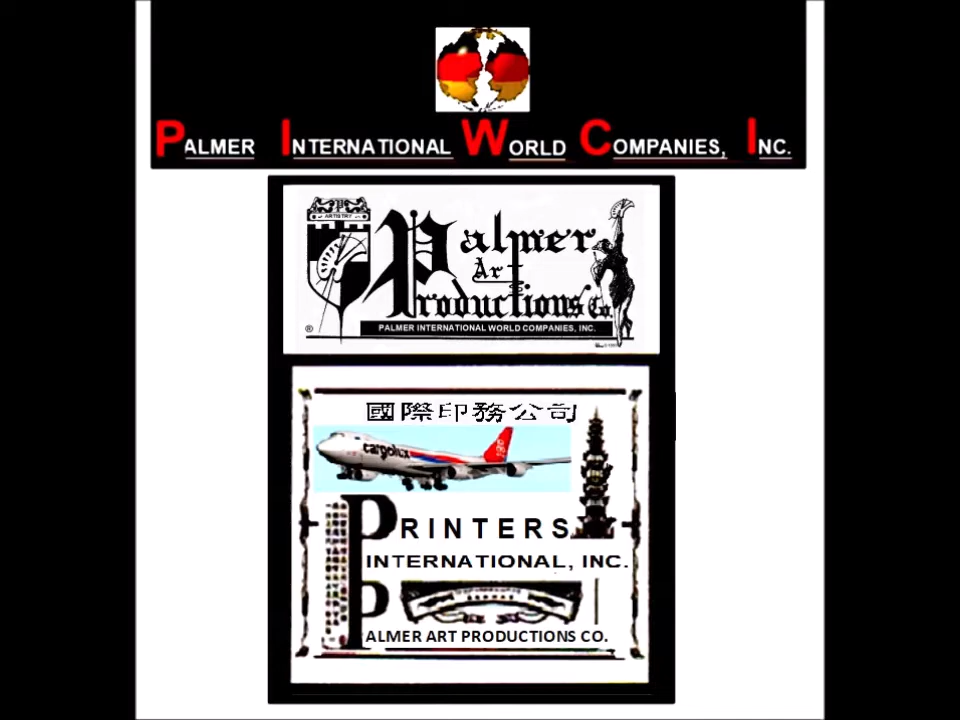 PALMER INTERNATIONAL WORLD COMPANIES, INC.
ARTISTRY
Palmer
Art
Productions Co.
®
PALMER INTERNATIONAL WORLD COMPANIES, INC.
國際印務公司
cargolux
PRINTERS
INTERNATIONAL, INC.
PALMER ART PRODUCTIONS CO.